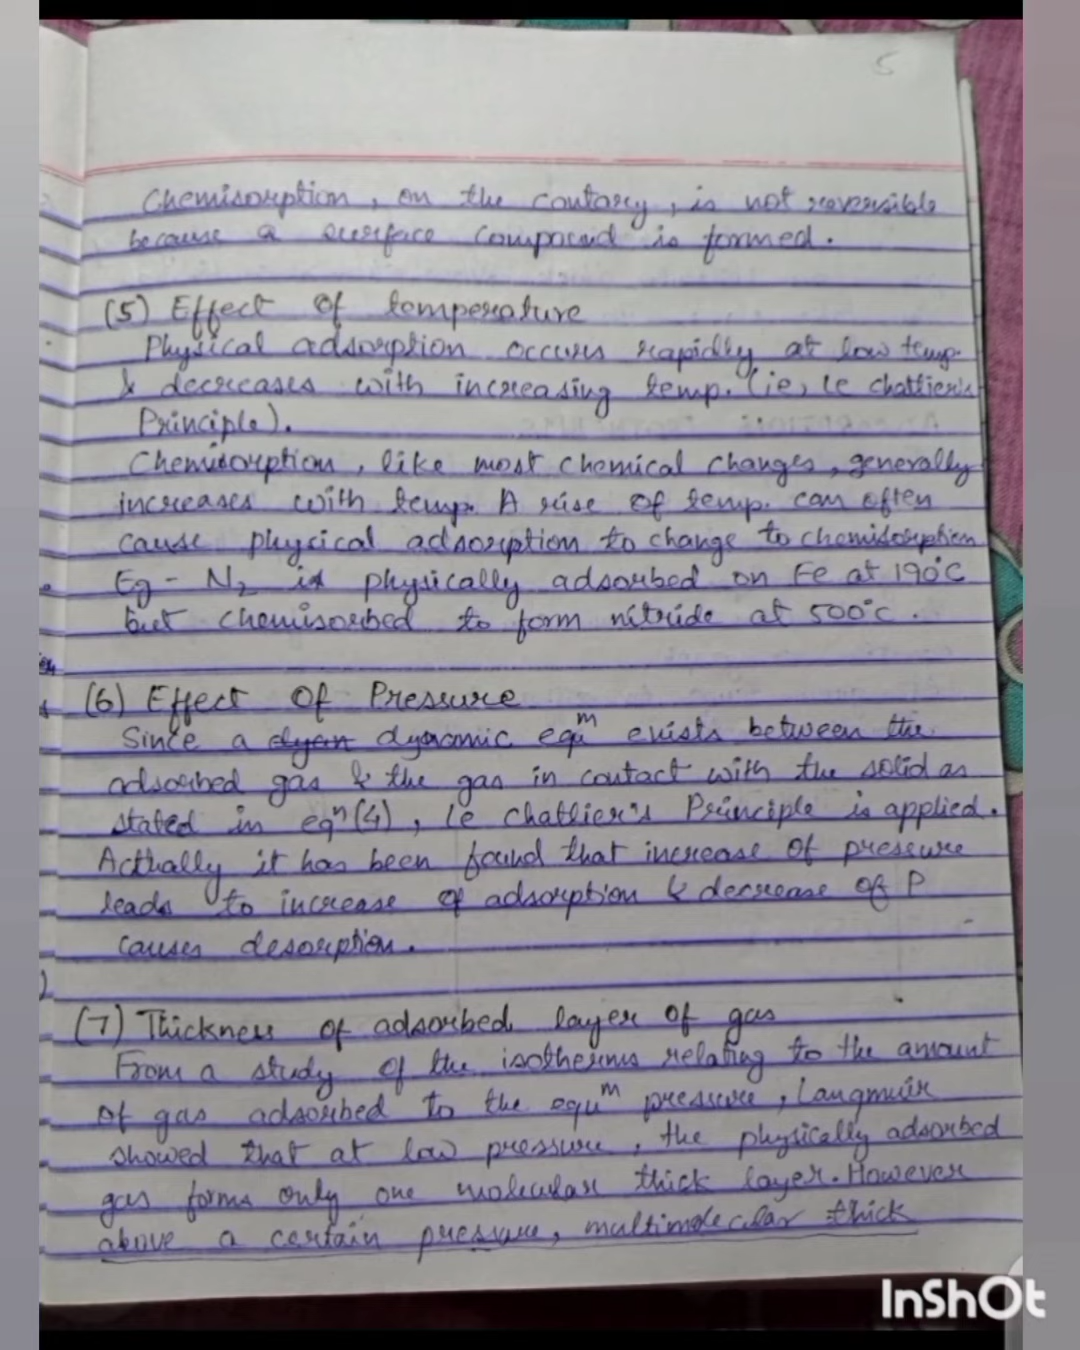 5
Chemisorption, on the contary, is not reversible
because a surface compound is formed.
(5) Effect of temperature
Physical adsorption occurs rapidly at low temp.
& decreases with increasing temp. (ie, Le chatlier's
Principle).
Chemisorption, like most chemical changes, generally
increases with temp. A rise of temp. can often
cause physical adsorption to change to chemisorption
Eg - N2 is physically adsorbed on Fe at 190°C
but chemisorbed to form nitride at 500°c.
(6) Effect Of Pressure
Since a dyan dynamic equm exists between the
adsorbed gas & the gas in contact with the solid as
stated in eqn(4), Le chatlier's Principle is applied.
Actually it has been found that increase of pressure
leads to increase of adsorption & decrease of P
causes desorption.
(7) Thickness of adsorbed layer of gas
From a study of the isotherms relating to the amount
of gas adsorbed to the equm pressure, Langmuir
showed that at low pressure, the physically adsorbed
gas forms only one molecular thick layer. However
above a certain pressure, multimolecular thick
InShOt